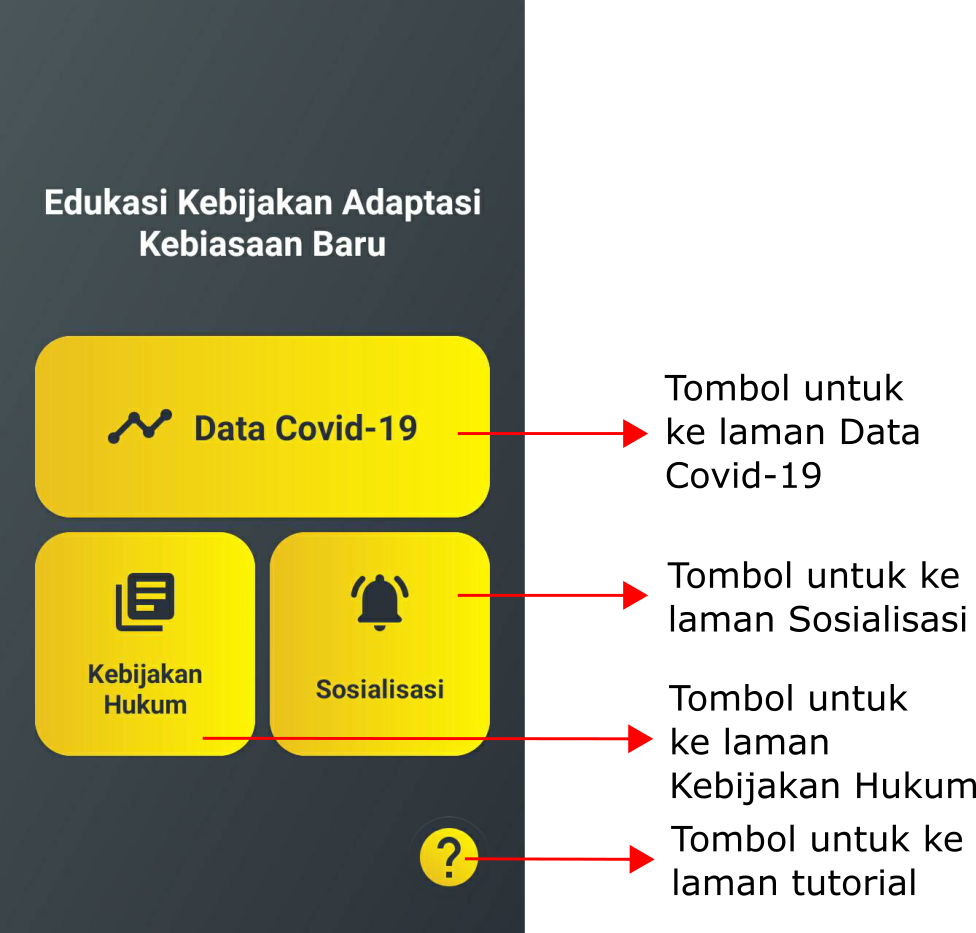 Edukasi Kebijakan Adaptasi
Kebiasaan Baru
Data Covid-19
Kebijakan
Hukum
Sosialisasi
?
Tombol untuk
ke laman Data
Covid-19
Tombol untuk ke
laman Sosialisasi
Tombol untuk
ke laman
Kebijakan Hukum
Tombol untuk ke
laman tutorial